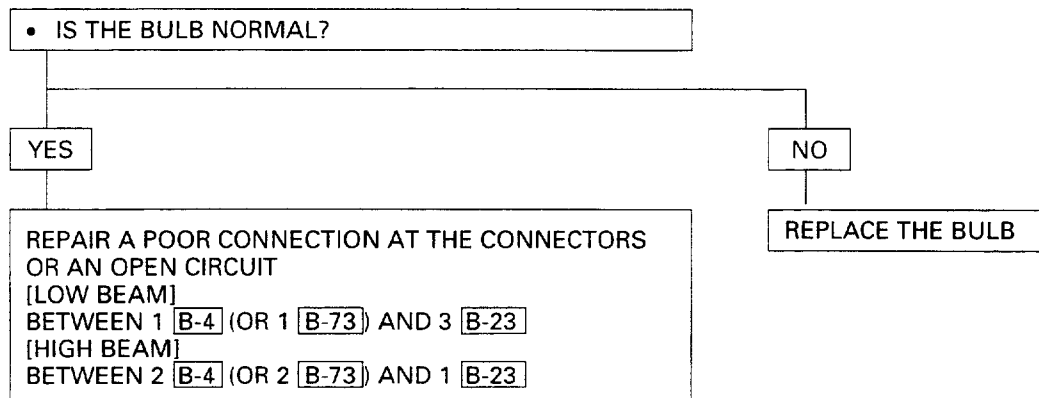 • IS THE BULB NORMAL?
YES
NO
REPAIR A POOR CONNECTION AT THE CONNECTORS
OR AN OPEN CIRCUIT
[LOW BEAM]
BETWEEN 1 B-4 (OR 1 B-73) AND 3 B-23
[HIGH BEAM]
BETWEEN 2 B-4 (OR 2 B-73) AND 1 B-23
REPLACE THE BULB